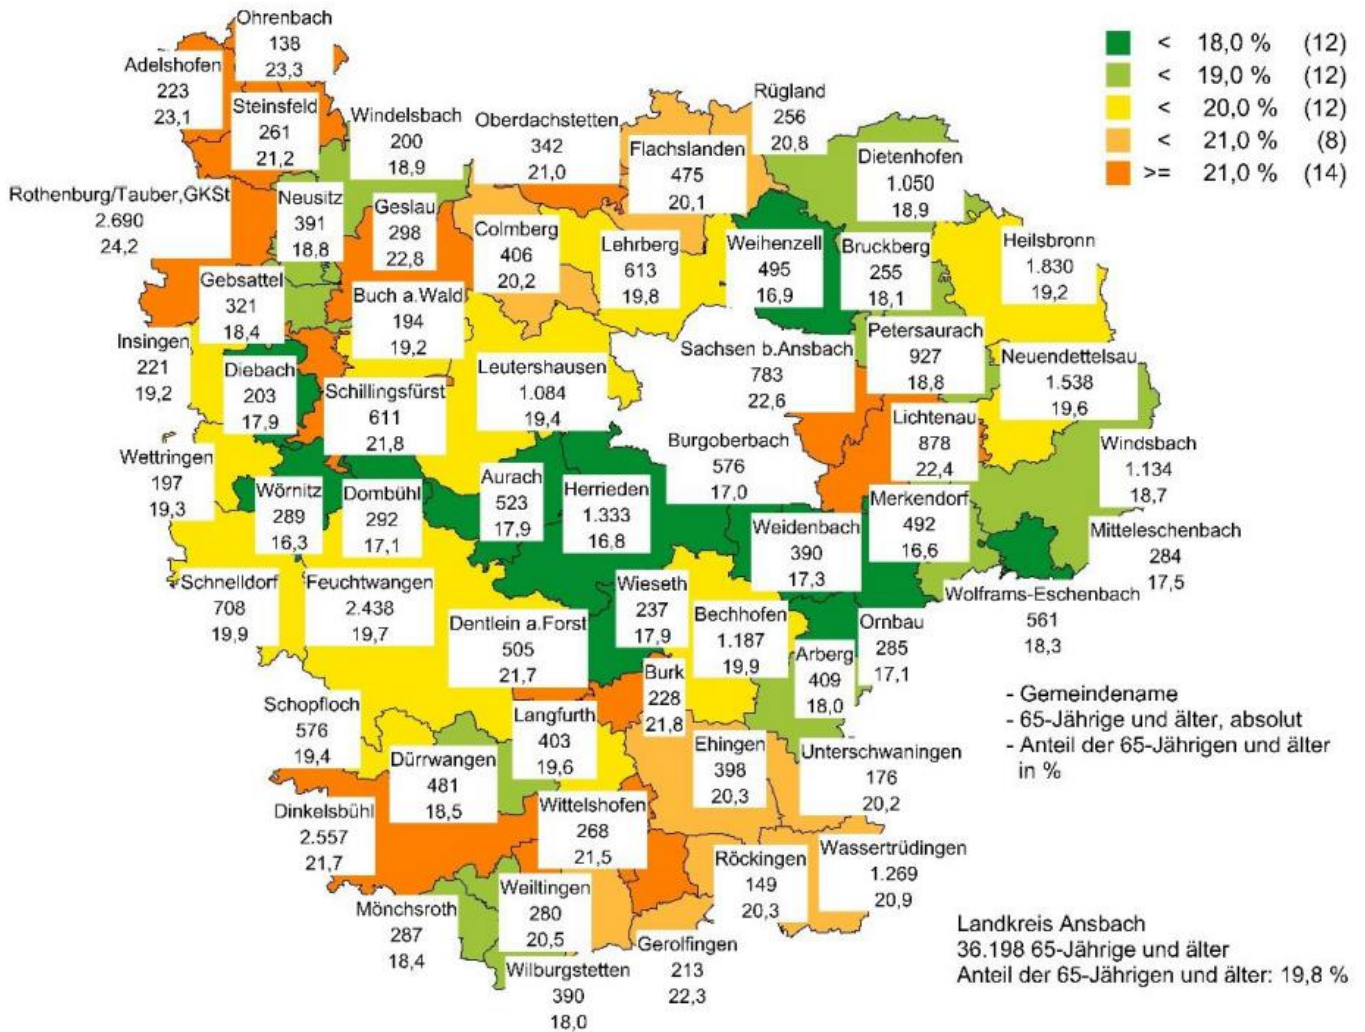 Ohrenbach
138
23,3
Adelshofen
223
23,1
Steinsfeld
261
21,2
Windelsbach
200
18,9
Oberdachstetten
342
21,0
Rügland
256
20,8
Flachslanden
475
20,1
Dietenhofen
1.050
18,9
< 18,0 % (12)
< 19,0 % (12)
< 20,0 % (12)
< 21,0 % (8)
>= 21,0 % (14)
Rothenburg/Tauber,GKSt
2.690
24,2
Neusitz
391
18,8
Geslau
298
22,8
Colmberg
406
20,2
Lehrberg
613
19,8
Weihenzell
495
16,9
Bruckberg
255
18,1
Heilsbronn
1.830
19,2
Gebsattel
321
18,4
Buch a.Wald
194
19,2
Insingen
221
19,2
Diebach
203
17,9
Schillingsfürst
611
21,8
Leutershausen
1.084
19,4
Sachsen b.Ansbach
783
22,6
Petersaurach
927
18,8
Neuendettelsau
1.538
19,6
Lichtenau
878
22,4
Burgoberbach
576
17,0
Windsbach
1.134
18,7
Wettringen
197
19,3
Wörnitz
289
16,3
Dombühl
292
17,1
Aurach
523
17,9
Herrieden
1.333
16,8
Weidenbach
390
17,3
Merkendorf
492
16,6
Mitteleschenbach
284
17,5
Schnelldorf
708
19,9
Feuchtwangen
2.438
19,7
Dentlein a.Forst
505
21,7
Wieseth
237
17,9
Bechhofen
1.187
19,9
Wolframs-Eschenbach
561
18,3
Ornbau
285
17,1
Arberg
409
18,0
Burk
228
21,8
Schopfloch
576
19,4
Langfurth
403
19,6
Dürrwangen
481
18,5
Ehingen
398
20,3
Unterschwaningen
176
20,2
Dinkelsbühl
2.557
21,7
Wittelshofen
268
21,5
Röckingen
149
20,3
Wassertrüdingen
1.269
20,9
Mönchsroth
287
18,4
Weiltingen
280
20,5
Gerolfingen
213
22,3
Wilburgstetten
390
18,0
- Gemeindename
- 65-Jährige und älter, absolut
- Anteil der 65-Jährigen und älter
in %
Landkreis Ansbach
36.198 65-Jährige und älter
Anteil der 65-Jährigen und älter: 19,8 %